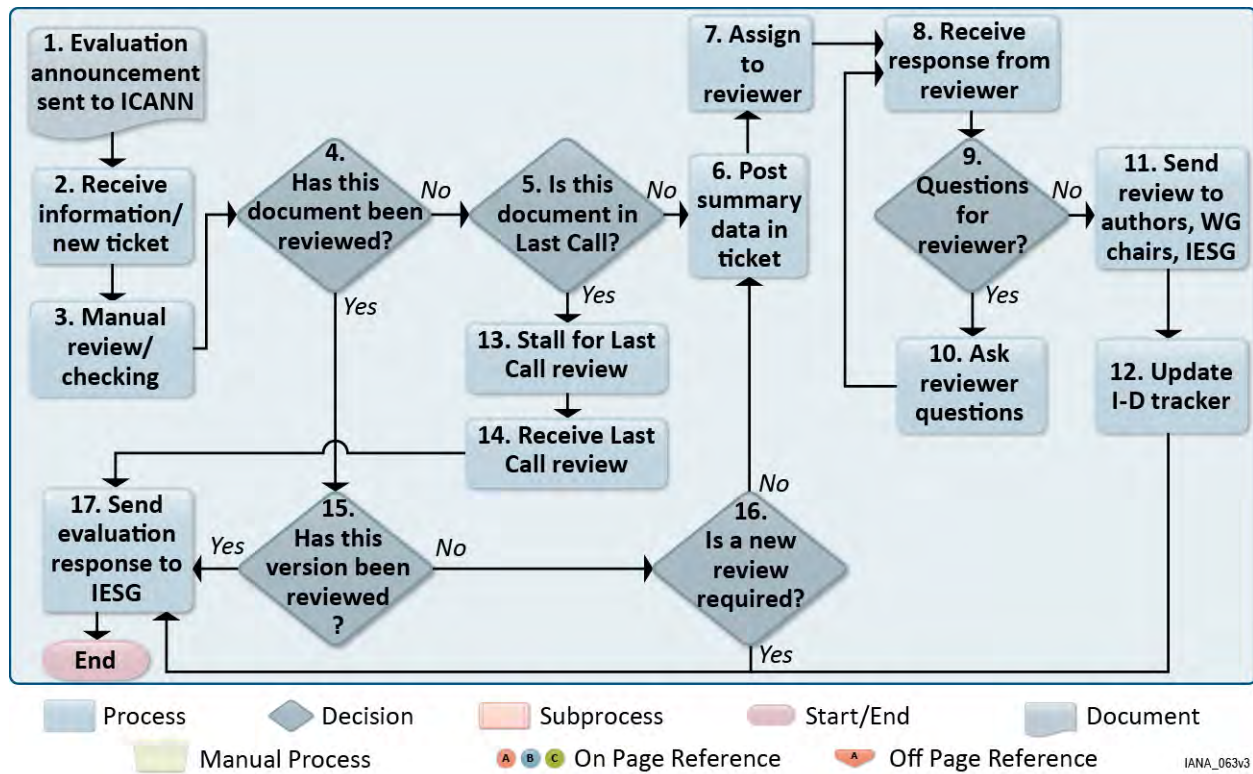 1. Evaluation
announcement
sent to ICANN
2. Receive
information/
new ticket
3. Manual
review/
checking
4.
Has this
document been
reviewed?
No
Yes
5. Is this
document in
Last Call?
No
Yes
6. Post
summary
data in
ticket
7. Assign
to
reviewer
8. Receive
response from
reviewer
9.
Questions
for
reviewer?
No
Yes
10. Ask
reviewer
questions
11. Send
review to
authors, WG
chairs, IESG
12. Update
I-D tracker
13. Stall for Last
Call review
14. Receive Last
Call review
15.
Has this
version been
reviewed
?
Yes
No
16.
Is a new
review
required?
No
Yes
17. Send
evaluation
response to
IESG
End
Process
Decision
Subprocess
Start/End
Document
Manual Process
A B C On Page Reference
A Off Page Reference
IANA_063v3